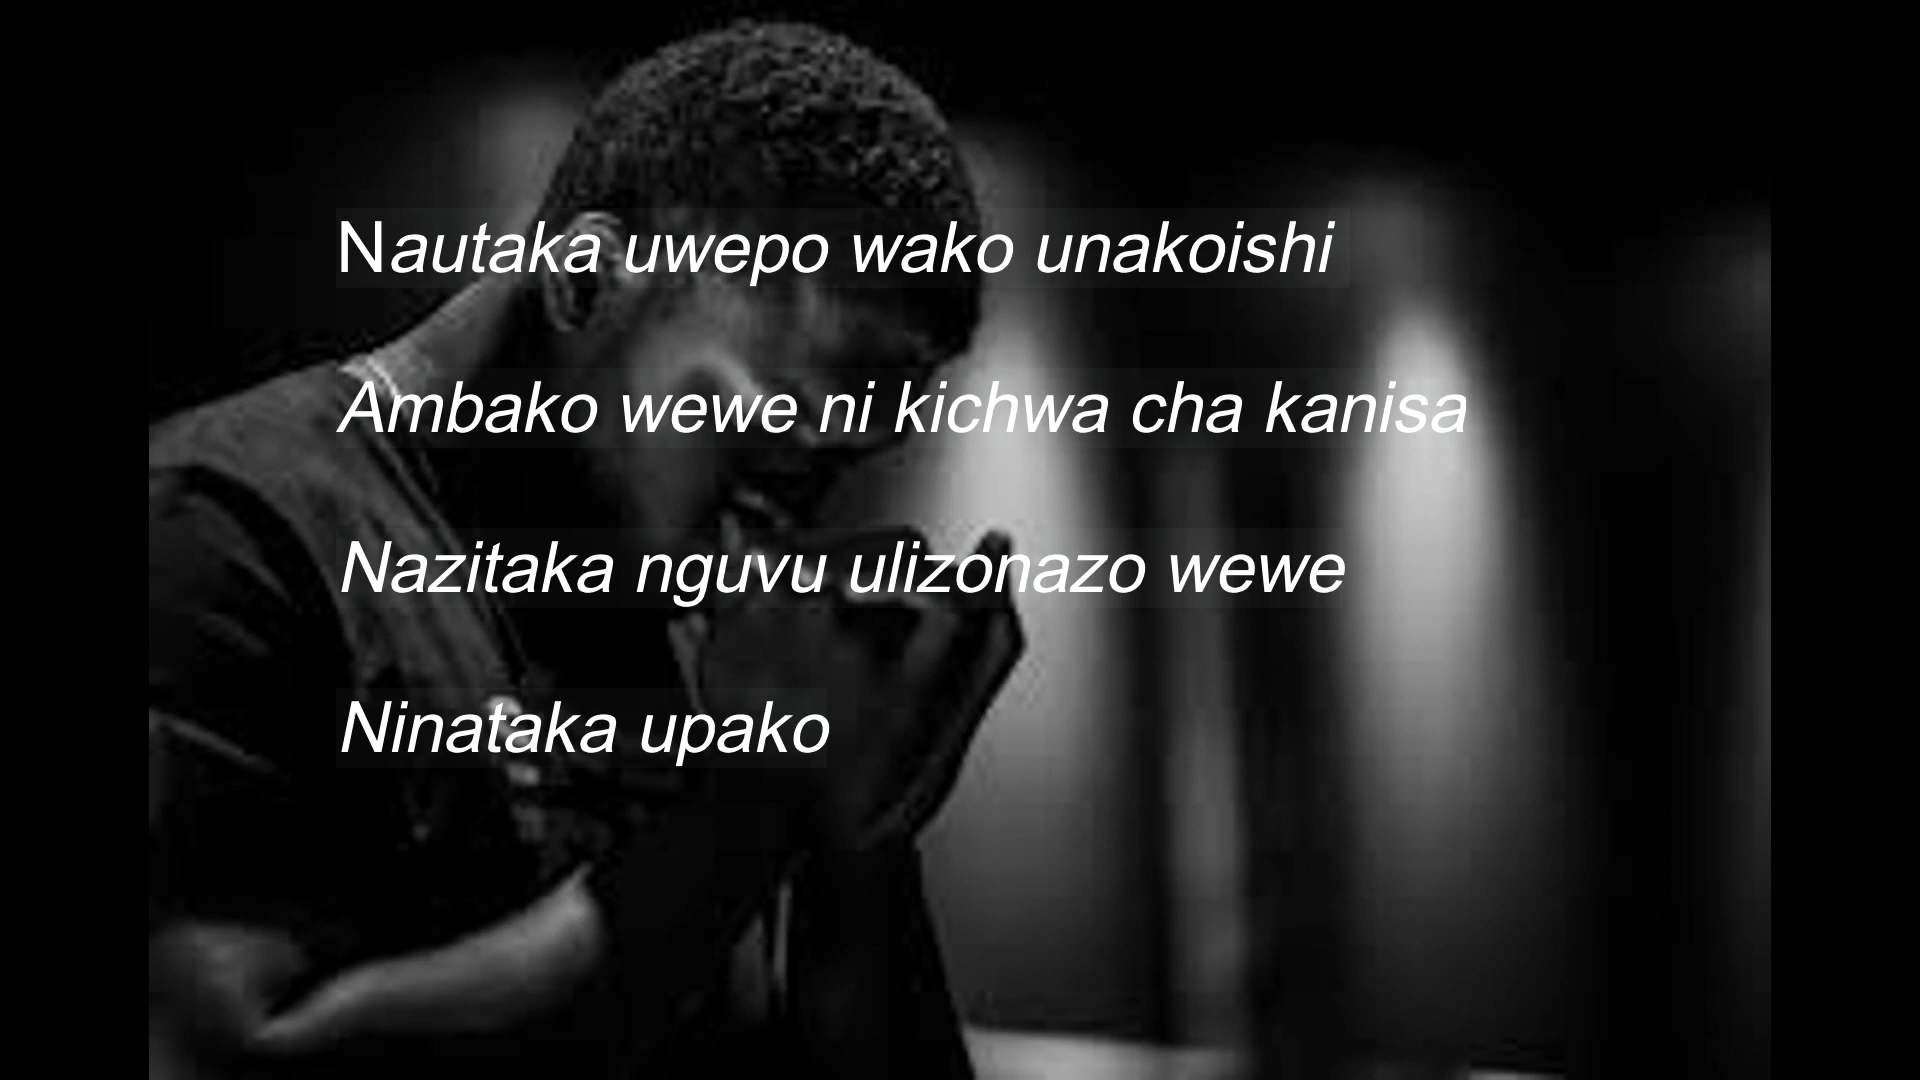 Nautaka uwepo wako unakoishi
Ambako wewe ni kichwa cha kanisa
Nazitaka nguvu ulizonazo wewe
Ninataka upako